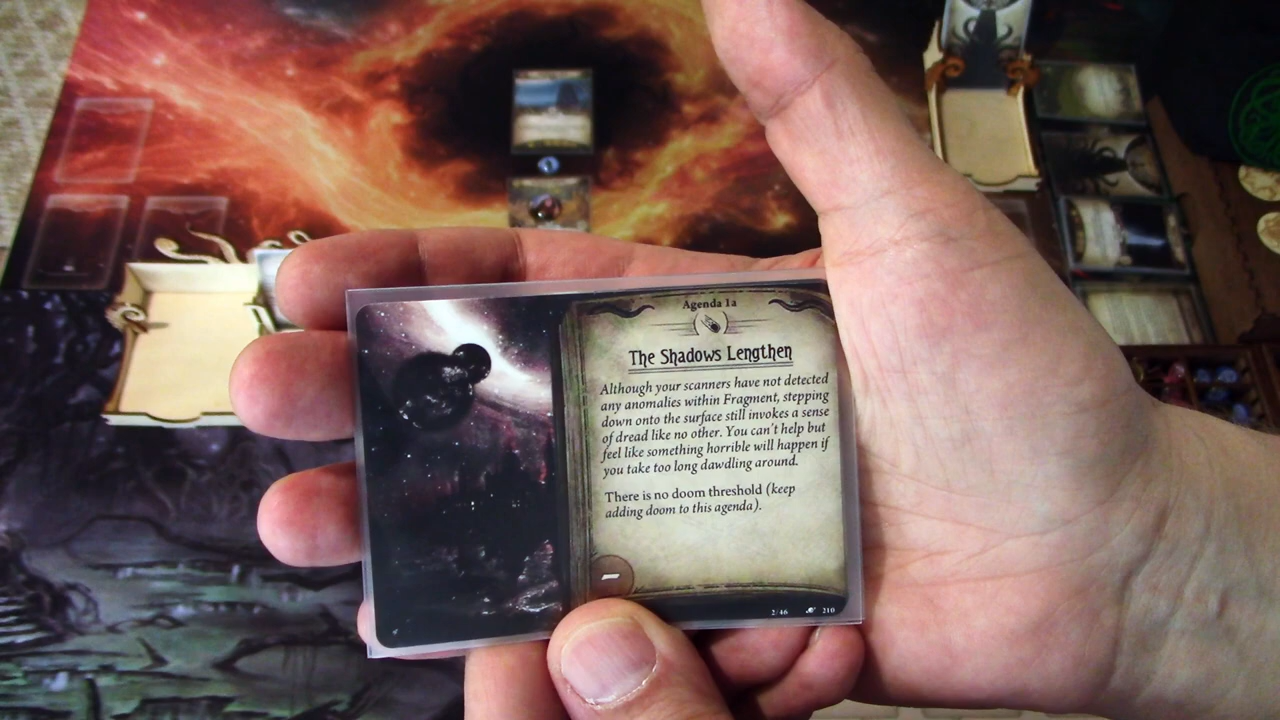 Agenda 1a
The Shadows Lengthen
Although your scanners have not detected
any anomalies within Fragment, stepping
down onto the surface still invokes a sense
of dread like no other. You can't help but
feel like something horrible will happen if
you take too long dawdling around.
There is no doom threshold (keep
adding doom to this agenda).
–
2/46 210